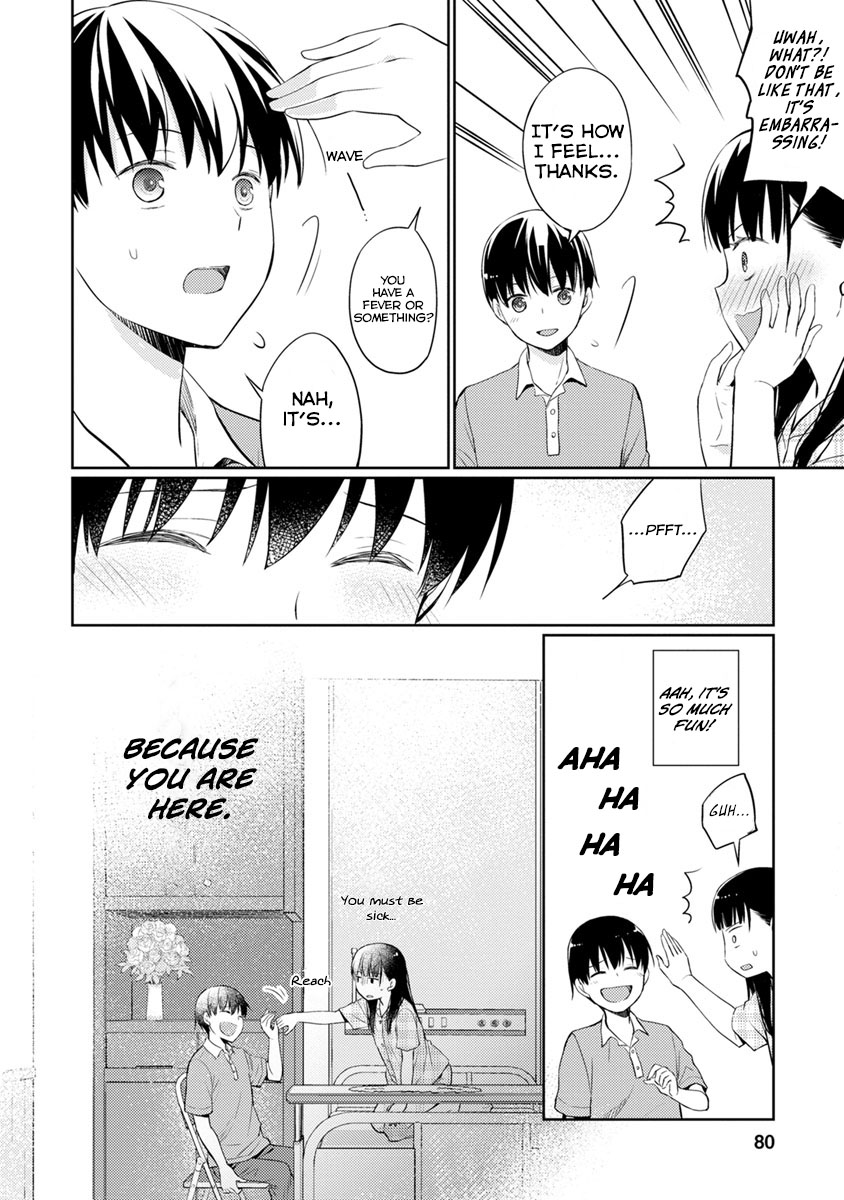 UWAH,
WHAT?!
DON'T BE
LIKE THAT,
IT'S
EMBARRA-
SSING!
IT'S HOW
I FEEL...
THANKS.
WAVE
YOU
HAVE A
FEVER OR
SOMETHING?
NAH,
IT'S...
...PFFT...
AAH, IT'S
SO MUCH
FUN!
AHA
HA
HA
HA
GUH...
BECAUSE
YOU ARE
HERE.
You must be
sick...
Reach
80